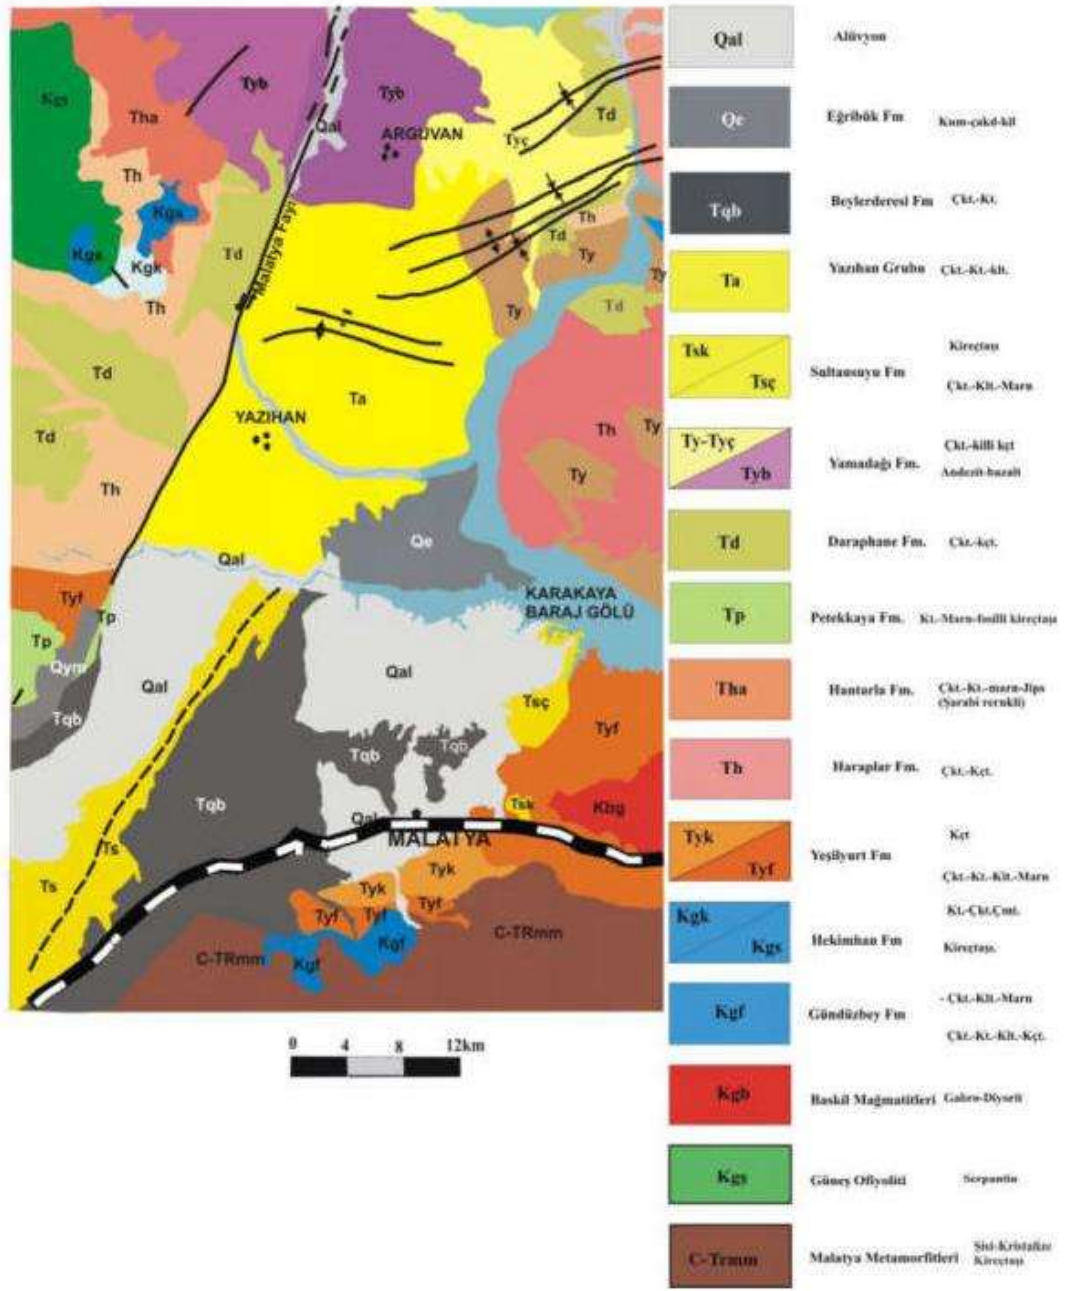 Kgs
Tha
Tyb
Tyb
Qal
ARGUVAN
Tyç
Td
Th
Kgs
Kgs
Kgk
Th
Td
Malatya Fayı
Th
Td
Ty
Ty
Td
Ty
Td
Td
Th
Ta
YAZIHAN
Th
Ty
Ty
Qe
Qal
KARAKAYA
BARAJ GÖLÜ
Tyf
Tp
Tp
Qym
Tqb
Qal
Qal
Tsç
Tyf
Tqb
Tqb
Tqb
Qal
Tsk
Kbg
MALATYA
Ts
Ts
Tyk
Tyk
Tyf
Tyf
Tyf
Kgf
Kgf
C-TRmm
C-TRmm
0 4 8 12km
Qal Alüvyon
Qe Eğribük Fm Kum-çakıl-kil
Tqb Beylerderesi Fm Çkt.-Kt.
Ta Yazıhan Grubu Çkt.-Kt.-klt.
Tsk Kireçtaşı
Tsç Sultansuyu Fm Çkt.-Klt.-Marn
Ty-Tyç Çkt.-killi kçt
Tyb Yamadağı Fm. Andezit-bazalt
Td Daraphane Fm. Çkt.-kçt.
Tp Petekkaya Fm. Kt.-Marn-fosilli kireçtaşı
Tha Hantarla Fm. Çkt.-Kt.-marn-Jips
(Şarabi renkli)
Th Haraplar Fm. Çkt.-Kçt.
Tyk Kçt
Tyf Yeşilyurt Fm Çkt.-Kt.-Klt.-Marn
Kgk Kt.-Çkt.Çmt.
Kgs Hekimhan Fm Kireçtaşı.
Kgf Gündüzbey Fm - Çkt.-Klt.-Marn
Çkt.-Kt.-Klt.-Kçt.
Kgb Baskil Mağmatitleri Gabro-Diyorit
Kgs Güneş Ofiyoliti Serpantin
C-Trmm Malatya Metamorfitleri Şist-Kristalize
Kireçtaşı